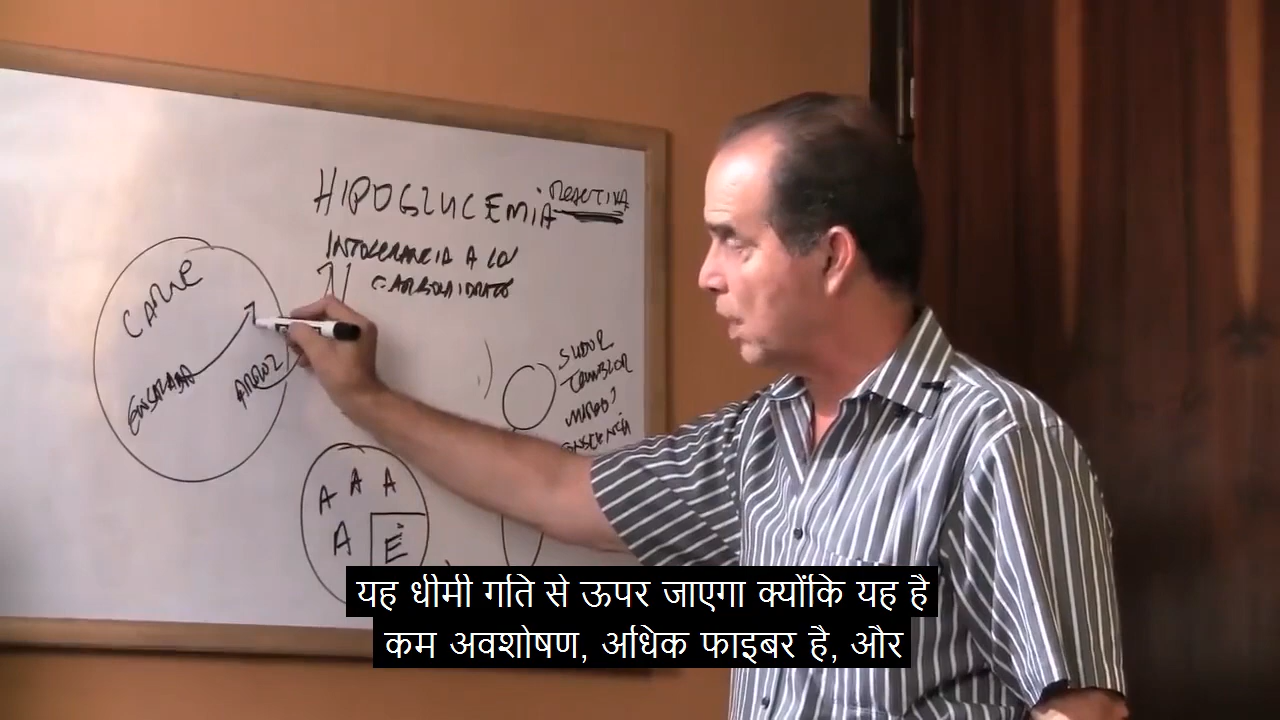 HIPOGLUCEMIA REACTIVA
INTOLERANCIA A LOS
CARBOHIDRATOS
CARNE
ENSALADA
ARROZ
SUDOR
TEMBLOR
A A A
A
E
यह धीमी गति से ऊपर जाएगा क्योंकि यह है
कम अवशोषण, अधिक फाइबर है, और